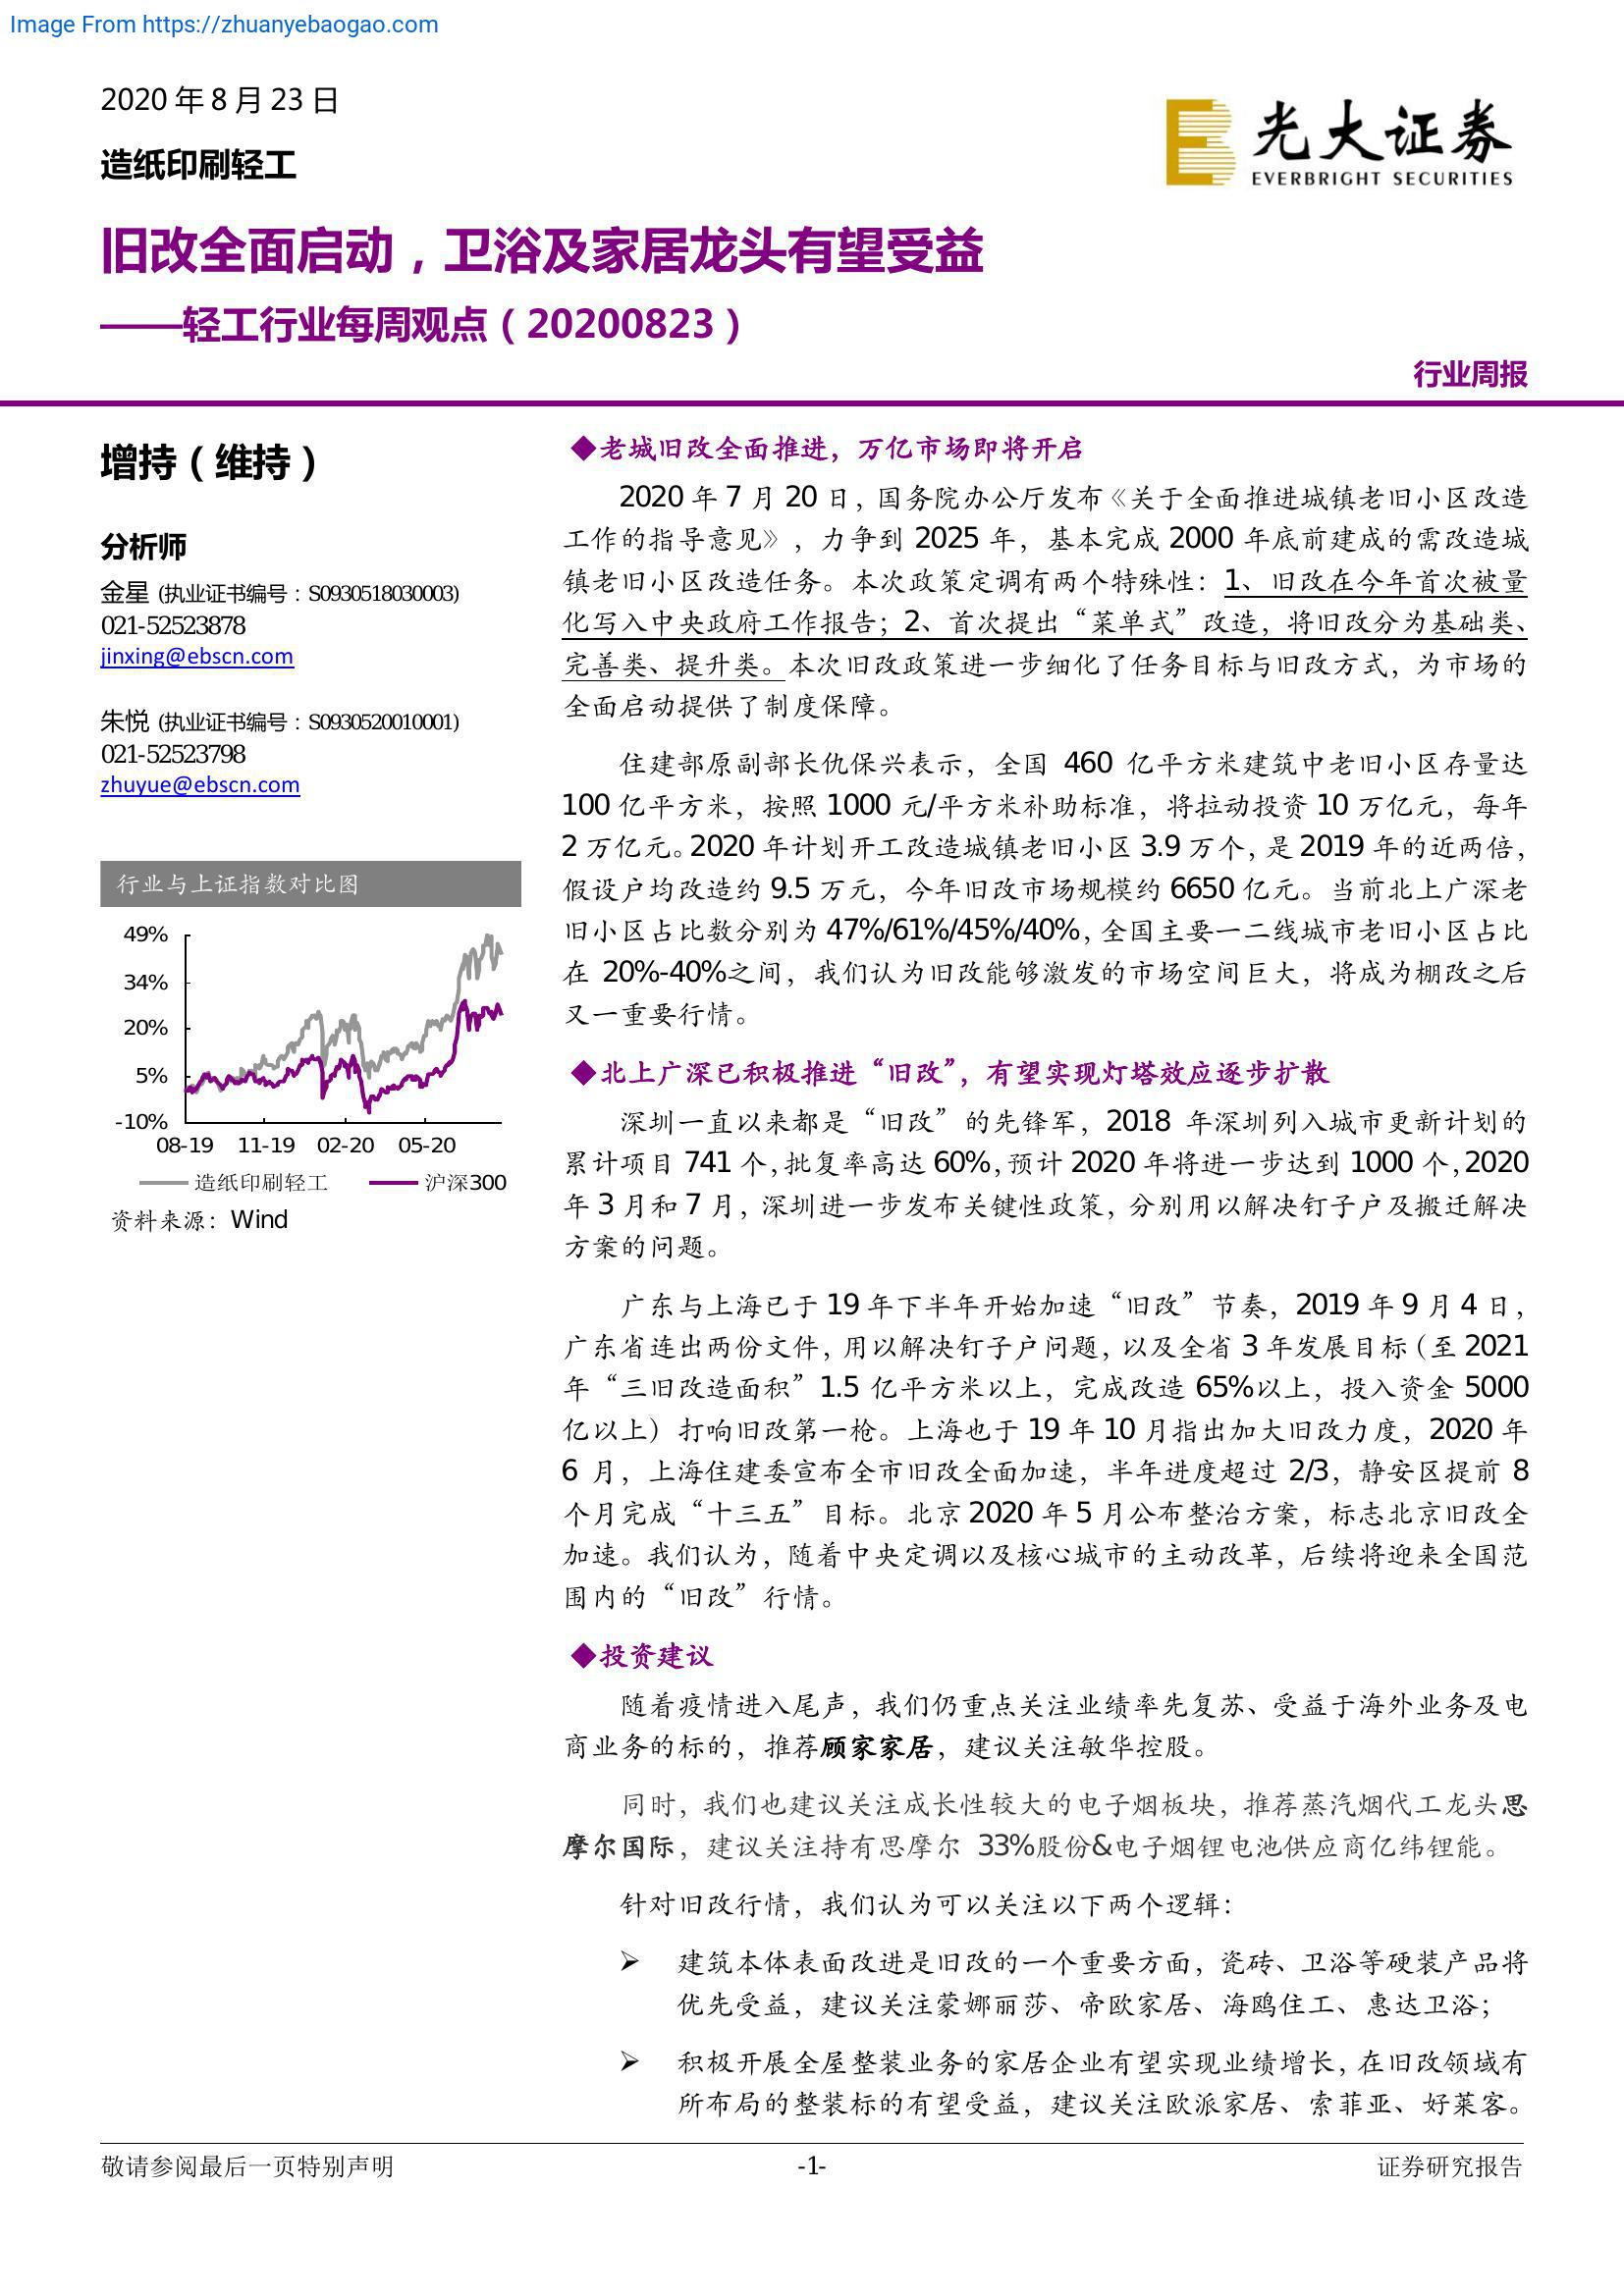 Image From https://zhuanyebaogao.com
2020 年 8 月 23 日
造纸印刷轻工
光大证券
EVERBRIGHT SECURITIES
旧改全面启动，卫浴及家居龙头有望受益
——轻工行业每周观点（20200823）
行业周报
增持（维持）
分析师
金星 (执业证书编号：S0930518030003)
021-52523878
jinxing@ebscn.com
朱悦 (执业证书编号：S0930520010001)
021-52523798
zhuyue@ebscn.com
行业与上证指数对比图
49%
34%
20%
5%
-10%
08-19 11-19 02-20 05-20
造纸印刷轻工 沪深300
资料来源：Wind
◆老城旧改全面推进，万亿市场即将开启
2020 年 7 月 20 日，国务院办公厅发布《关于全面推进城镇老旧小区改造
工作的指导意见》，力争到 2025 年，基本完成 2000 年底前建成的需改造城
镇老旧小区改造任务。本次政策定调有两个特殊性：1、旧改在今年首次被量
化写入中央政府工作报告；2、首次提出“菜单式”改造，将旧改分为基础类、
完善类、提升类。本次旧改政策进一步细化了任务目标与旧改方式，为市场的
全面启动提供了制度保障。
住建部原副部长仇保兴表示，全国 460 亿平方米建筑中老旧小区存量达
100 亿平方米，按照 1000 元/平方米补助标准，将拉动投资 10 万亿元，每年
2 万亿元。2020 年计划开工改造城镇老旧小区 3.9 万个，是 2019 年的近两倍，
假设户均改造约 9.5 万元，今年旧改市场规模约 6650 亿元。当前北上广深老
旧小区占比数分别为 47%/61%/45%/40%，全国主要一二线城市老旧小区占比
在 20%-40%之间，我们认为旧改能够激发的市场空间巨大，将成为棚改之后
又一重要行情。
◆北上广深已积极推进“旧改”，有望实现灯塔效应逐步扩散
深圳一直以来都是“旧改”的先锋军，2018 年深圳列入城市更新计划的
累计项目 741 个，批复率高达 60%，预计 2020 年将进一步达到 1000 个，2020
年 3 月和 7 月，深圳进一步发布关键性政策，分别用以解决钉子户及搬迁解决
方案的问题。
广东与上海已于 19 年下半年开始加速“旧改”节奏，2019 年 9 月 4 日，
广东省连出两份文件，用以解决钉子户问题，以及全省 3 年发展目标（至 2021
年“三旧改造面积”1.5 亿平方米以上，完成改造 65%以上，投入资金 5000
亿以上）打响旧改第一枪。上海也于 19 年 10 月指出加大旧改力度，2020 年
6 月，上海住建委宣布全市旧改全面加速，半年进度超过 2/3，静安区提前 8
个月完成“十三五”目标。北京 2020 年 5 月公布整治方案，标志北京旧改全
加速。我们认为，随着中央定调以及核心城市的主动改革，后续将迎来全国范
围内的“旧改”行情。
◆投资建议
随着疫情进入尾声，我们仍重点关注业绩率先复苏、受益于海外业务及电
商业务的标的，推荐顾家家居，建议关注敏华控股。
同时，我们也建议关注成长性较大的电子烟板块，推荐蒸汽烟代工龙头思
摩尔国际，建议关注持有思摩尔 33%股份&电子烟锂电池供应商亿纬锂能。
针对旧改行情，我们认为可以关注以下两个逻辑：
➢ 建筑本体表面改进是旧改的一个重要方面，瓷砖、卫浴等硬装产品将
优先受益，建议关注蒙娜丽莎、帝欧家居、海鸥住工、惠达卫浴；
➢ 积极开展全屋整装业务的家居企业有望实现业绩增长，在旧改领域有
所布局的整装标的有望受益，建议关注欧派家居、索菲亚、好莱客。
敬请参阅最后一页特别声明 -1- 证券研究报告